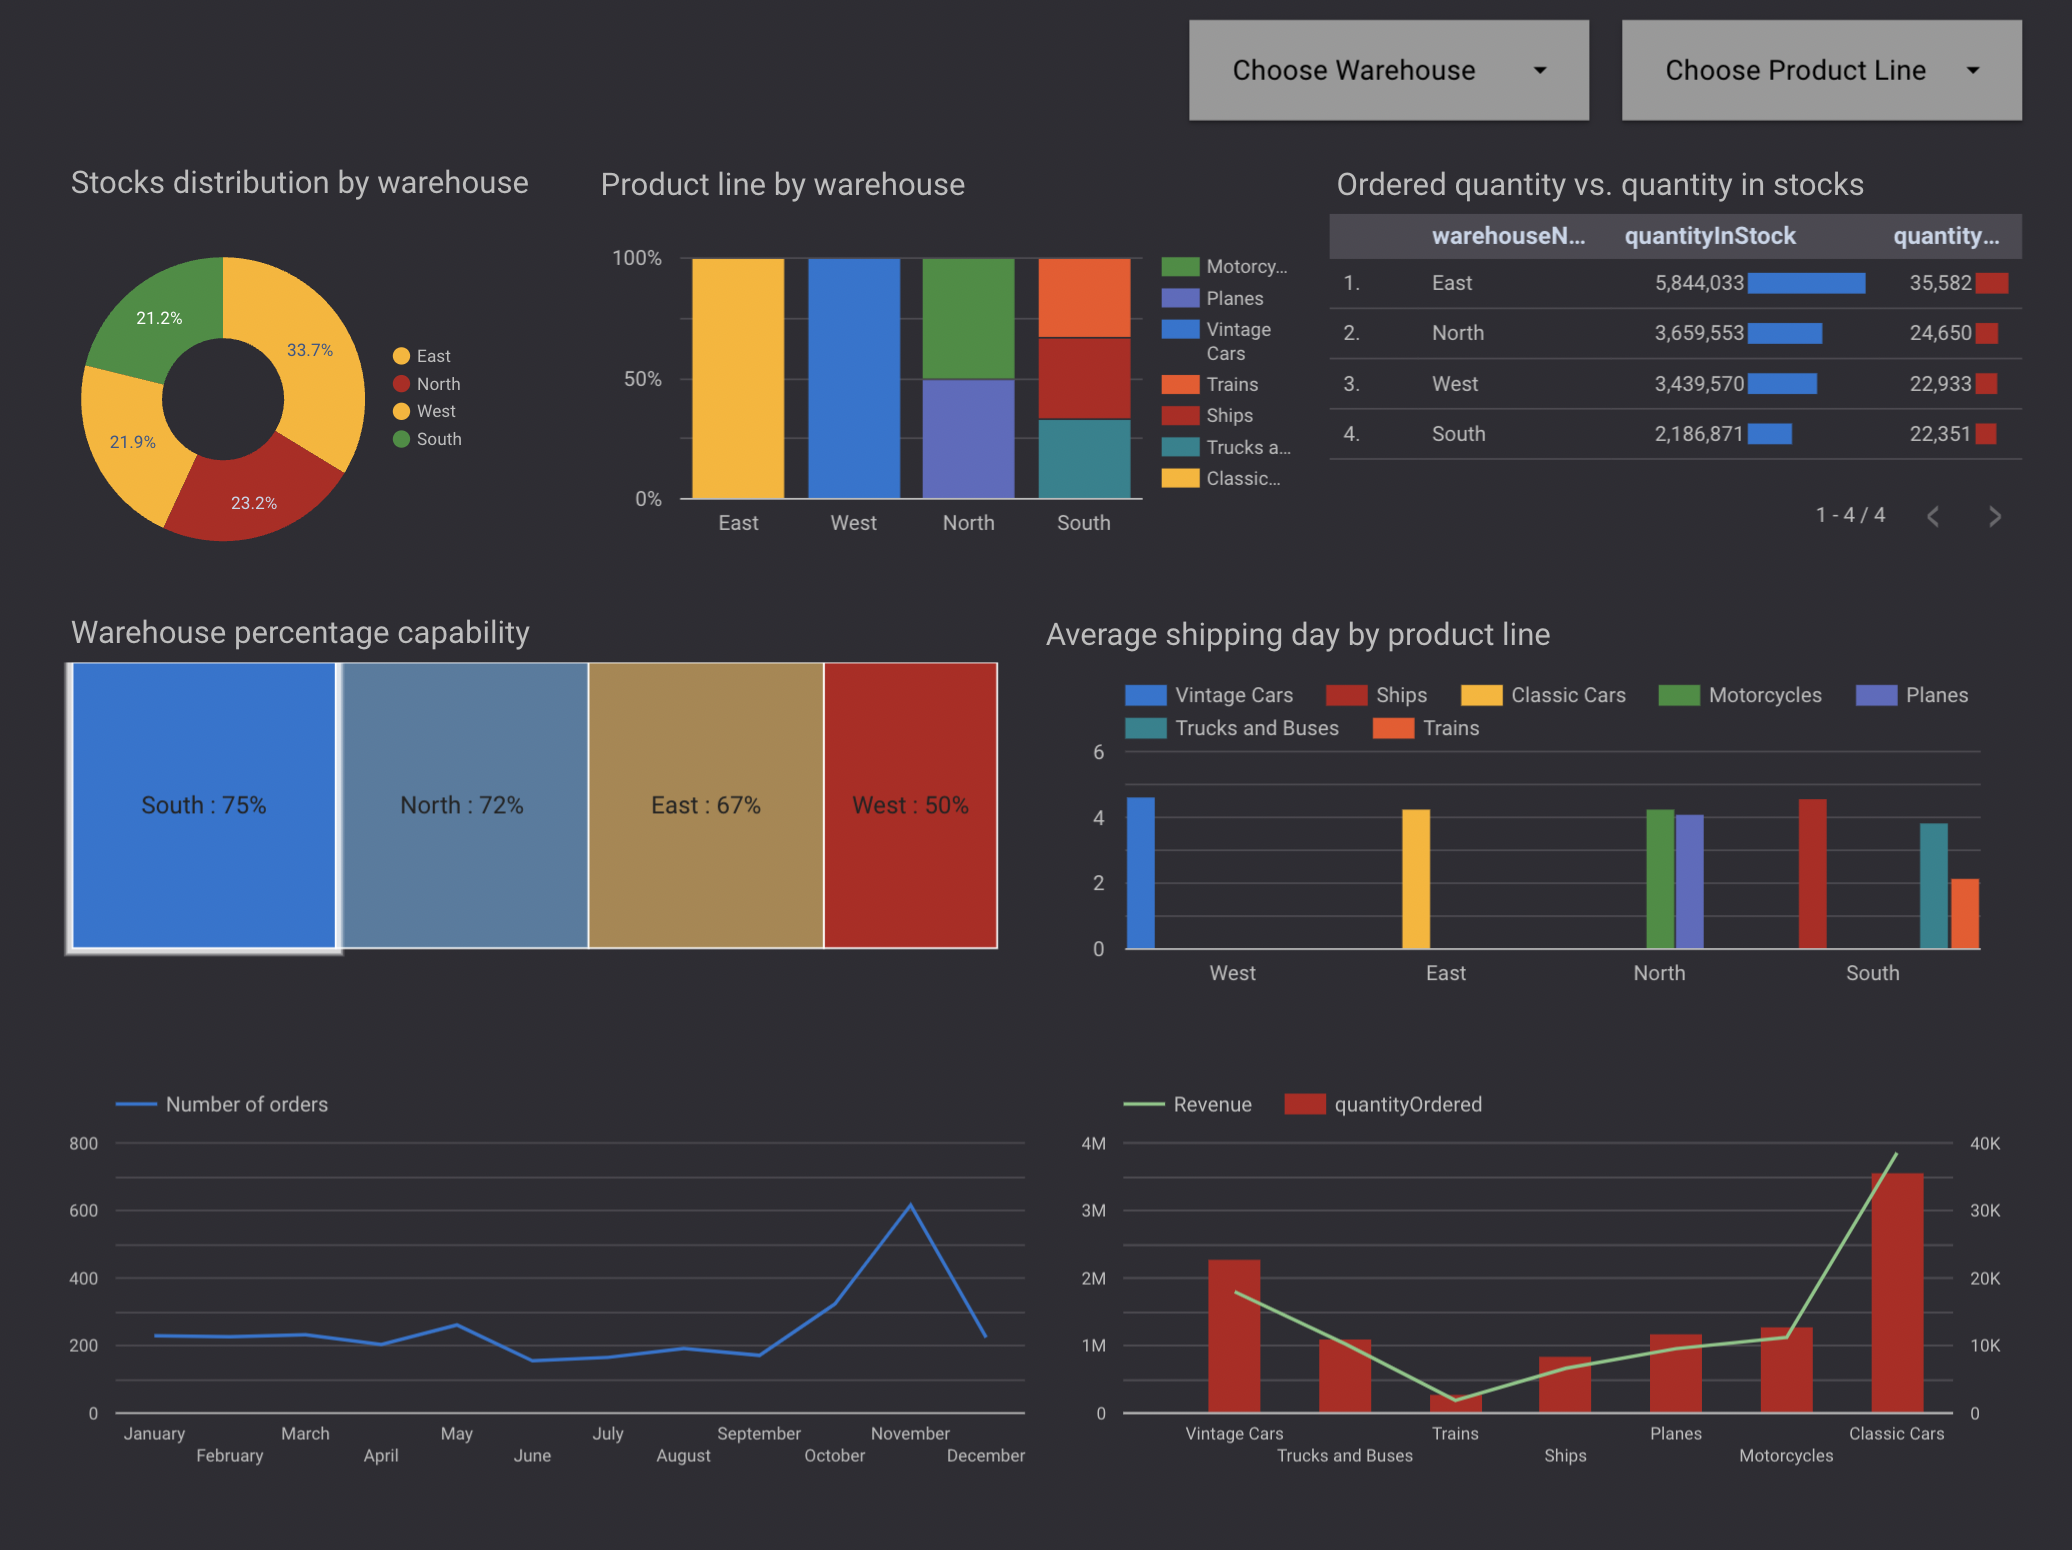 Choose Warehouse
Choose Product Line
Stocks distribution by warehouse
33.7%
23.2%
21.9%
21.2%
East
North
West
South
Product line by warehouse
100%
50%
0%
East West North South
Motorcy...
Planes
Vintage
Cars
Trains
Ships
Trucks a...
Classic...
Ordered quantity vs. quantity in stocks
warehouseN... quantityInStock quantity...
1. East 5,844,033 35,582
2. North 3,659,553 24,650
3. West 3,439,570 22,933
4. South 2,186,871 22,351
1 - 4 / 4
Warehouse percentage capability
South : 75% North : 72% East : 67% West : 50%
Average shipping day by product line
Vintage Cars Ships Classic Cars Motorcycles Planes
Trucks and Buses Trains
6
4
2
0
West East North South
Number of orders
800
600
400
200
0
January March May July September November
February April June August October December
Revenue quantityOrdered
4M 40K
3M 30K
2M 20K
1M 10K
0 0
Vintage Cars Trains Planes Classic Cars
Trucks and Buses Ships Motorcycles